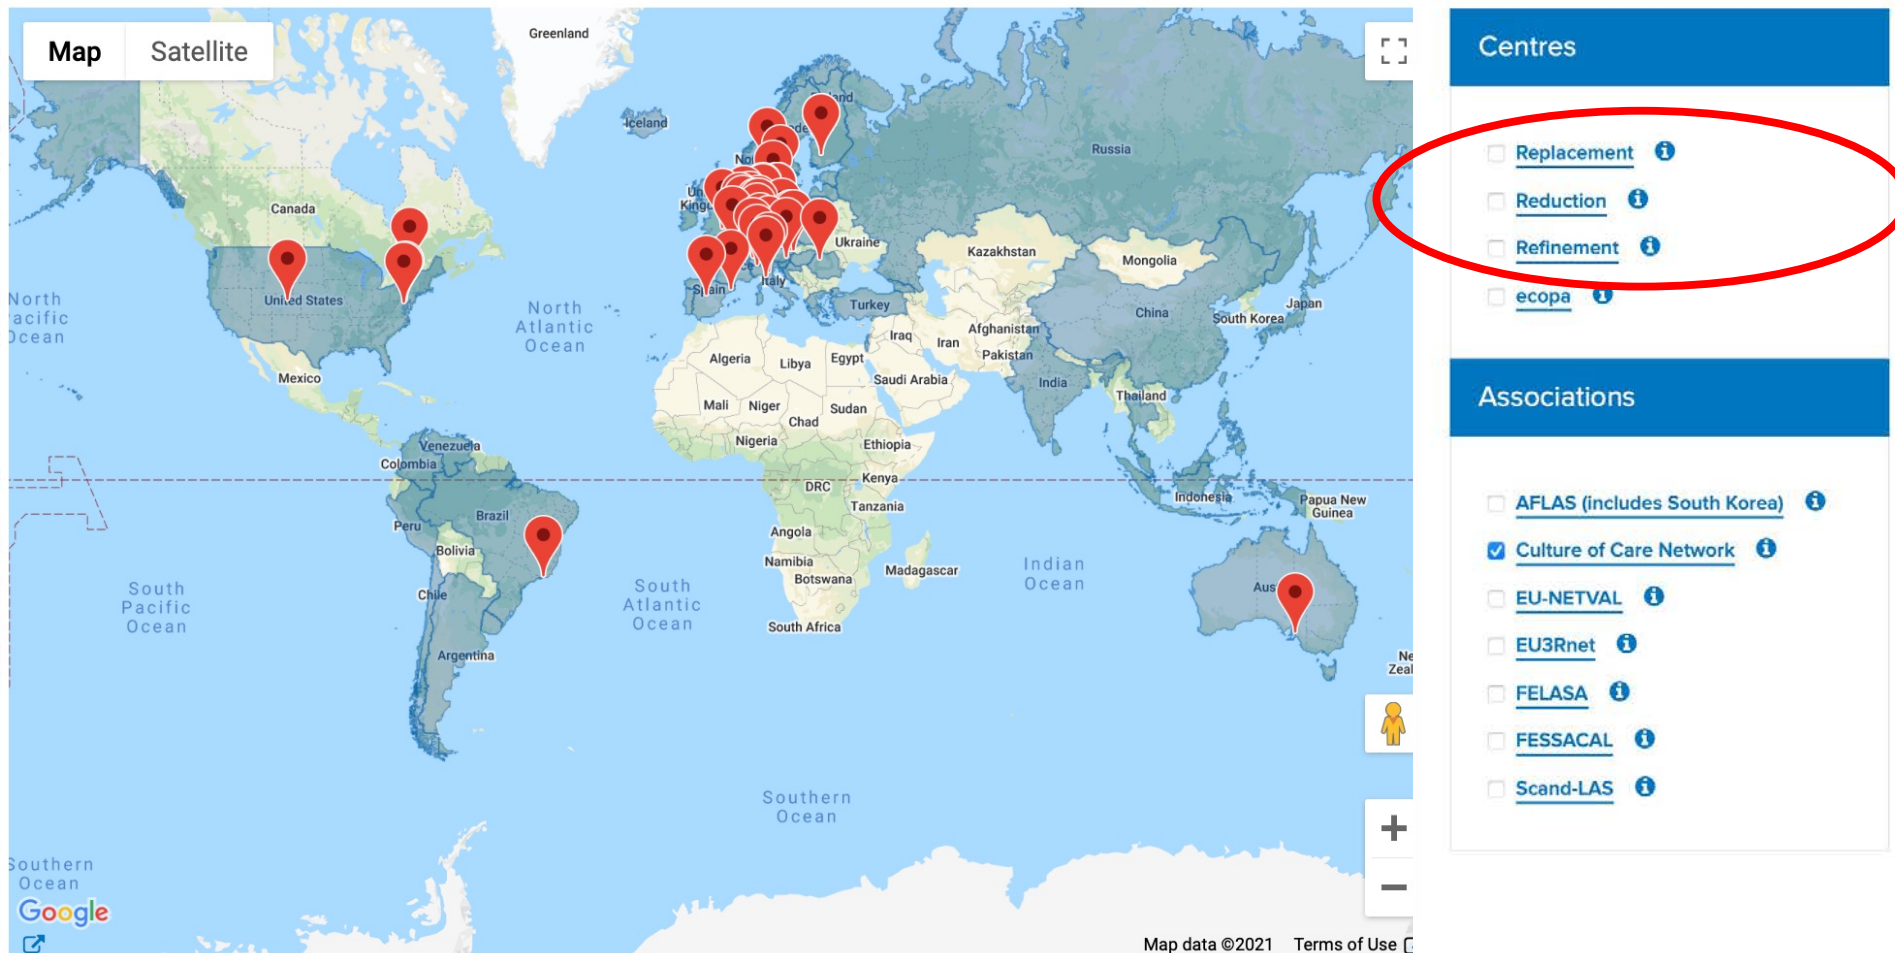 Map
Satellite
Greenland
Iceland
Russia
Canada
Ukraine
Kazakhstan
Mongolia
United States
Spain
Italy
Turkey
North
Atlantic
Ocean
North
Ocean
China
South Korea
Japan
Afghanistan
Iraq
Iran
Pakistan
Algeria
Libya
Egypt
Saudi Arabia
India
Mexico
Mali
Niger
Sudan
Chad
Thailand
Nigeria
Ethiopia
Venezuela
Colombia
DRC
Kenya
Tanzania
Indonesia
Papua New
Guinea
Peru
Brazil
Angola
Bolivia
Namibia
Botswana
Madagascar
Indian
Ocean
Chile
South
Pacific
Ocean
South
Atlantic
Ocean
South Africa
Argentina
Southern
Ocean
Southern
Ocean
Google
Map data ©2021
Terms of Use
Centres
Replacement
Reduction
Refinement
ecopa
Associations
AFLAS (includes South Korea)
Culture of Care Network
EU-NETVAL
EU3Rnet
FELASA
FESSACAL
Scand-LAS